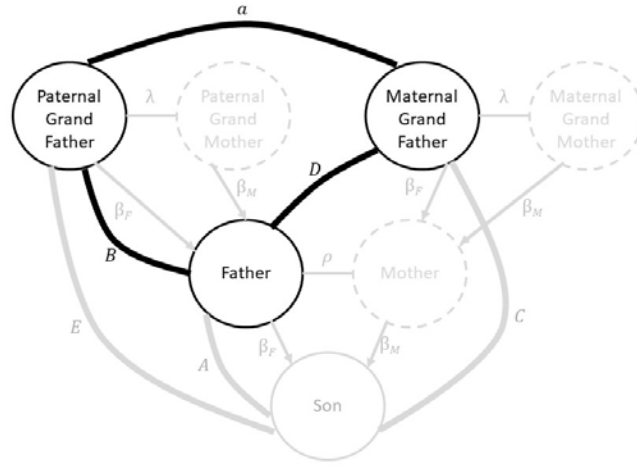 a
Paternal
Grand
Father
λ
Paternal
Grand
Mother
Maternal
Grand
Father
λ
Maternal
Grand
Mother
D
β_F
β_M
β_F
β_M
B
Father
ρ
Mother
E
A
β_F
β_M
C
Son